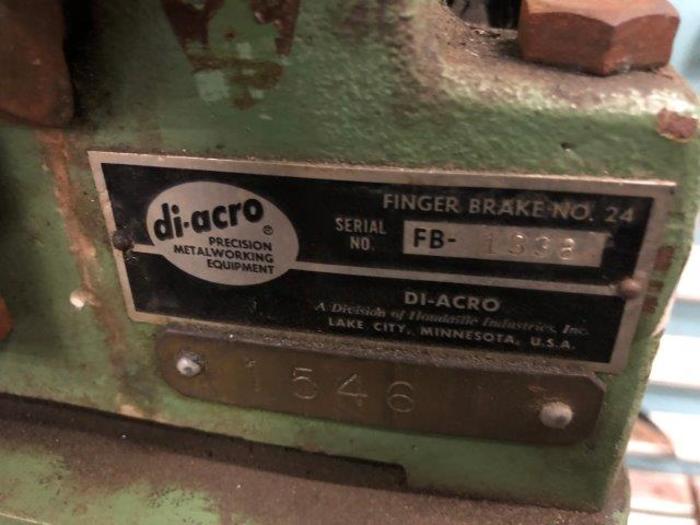 di-acro®
PRECISION
METALWORKING
EQUIPMENT
FINGER BRAKE NO. 24
SERIAL NO. FB- 1398
DI-ACRO
A Division of Houdaille Industries, Inc.
LAKE CITY, MINNESOTA, U.S.A.
1546